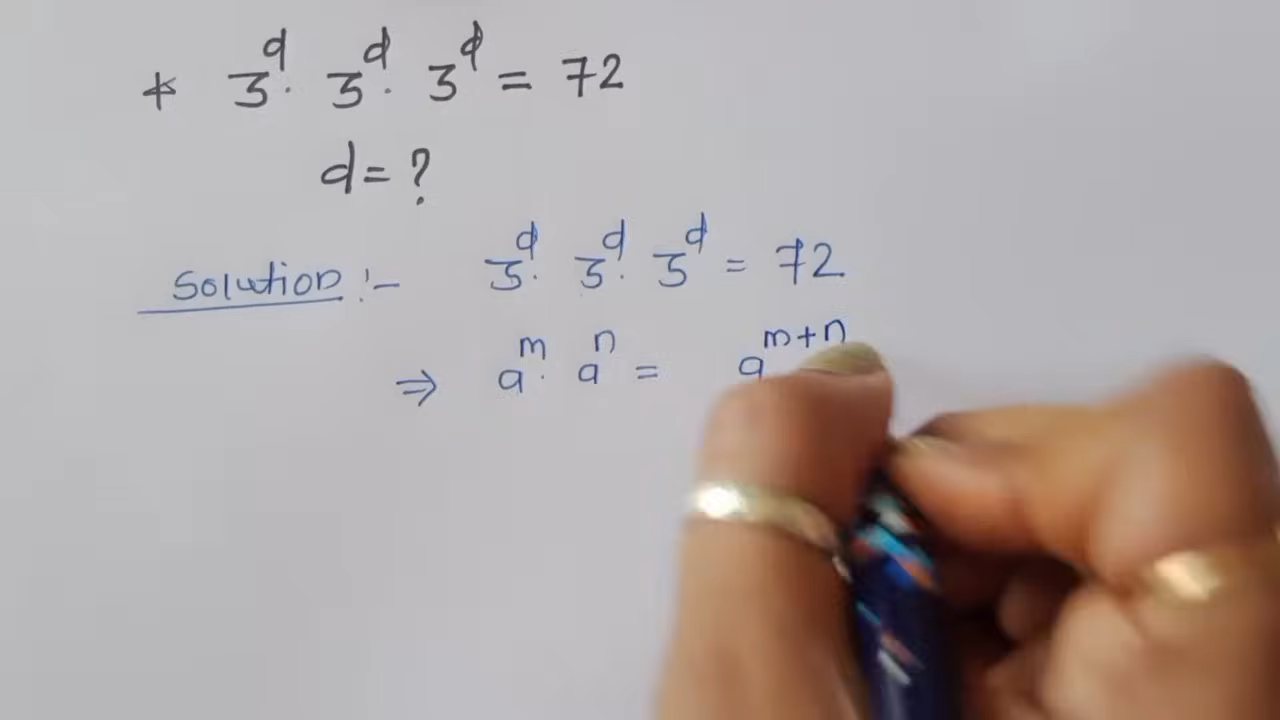 * 3^d . 3^d . 3^d = 72
d = ?
Solution :- 3^d . 3^d . 3^d = 72
⇒ a^m . a^n = a^m+n